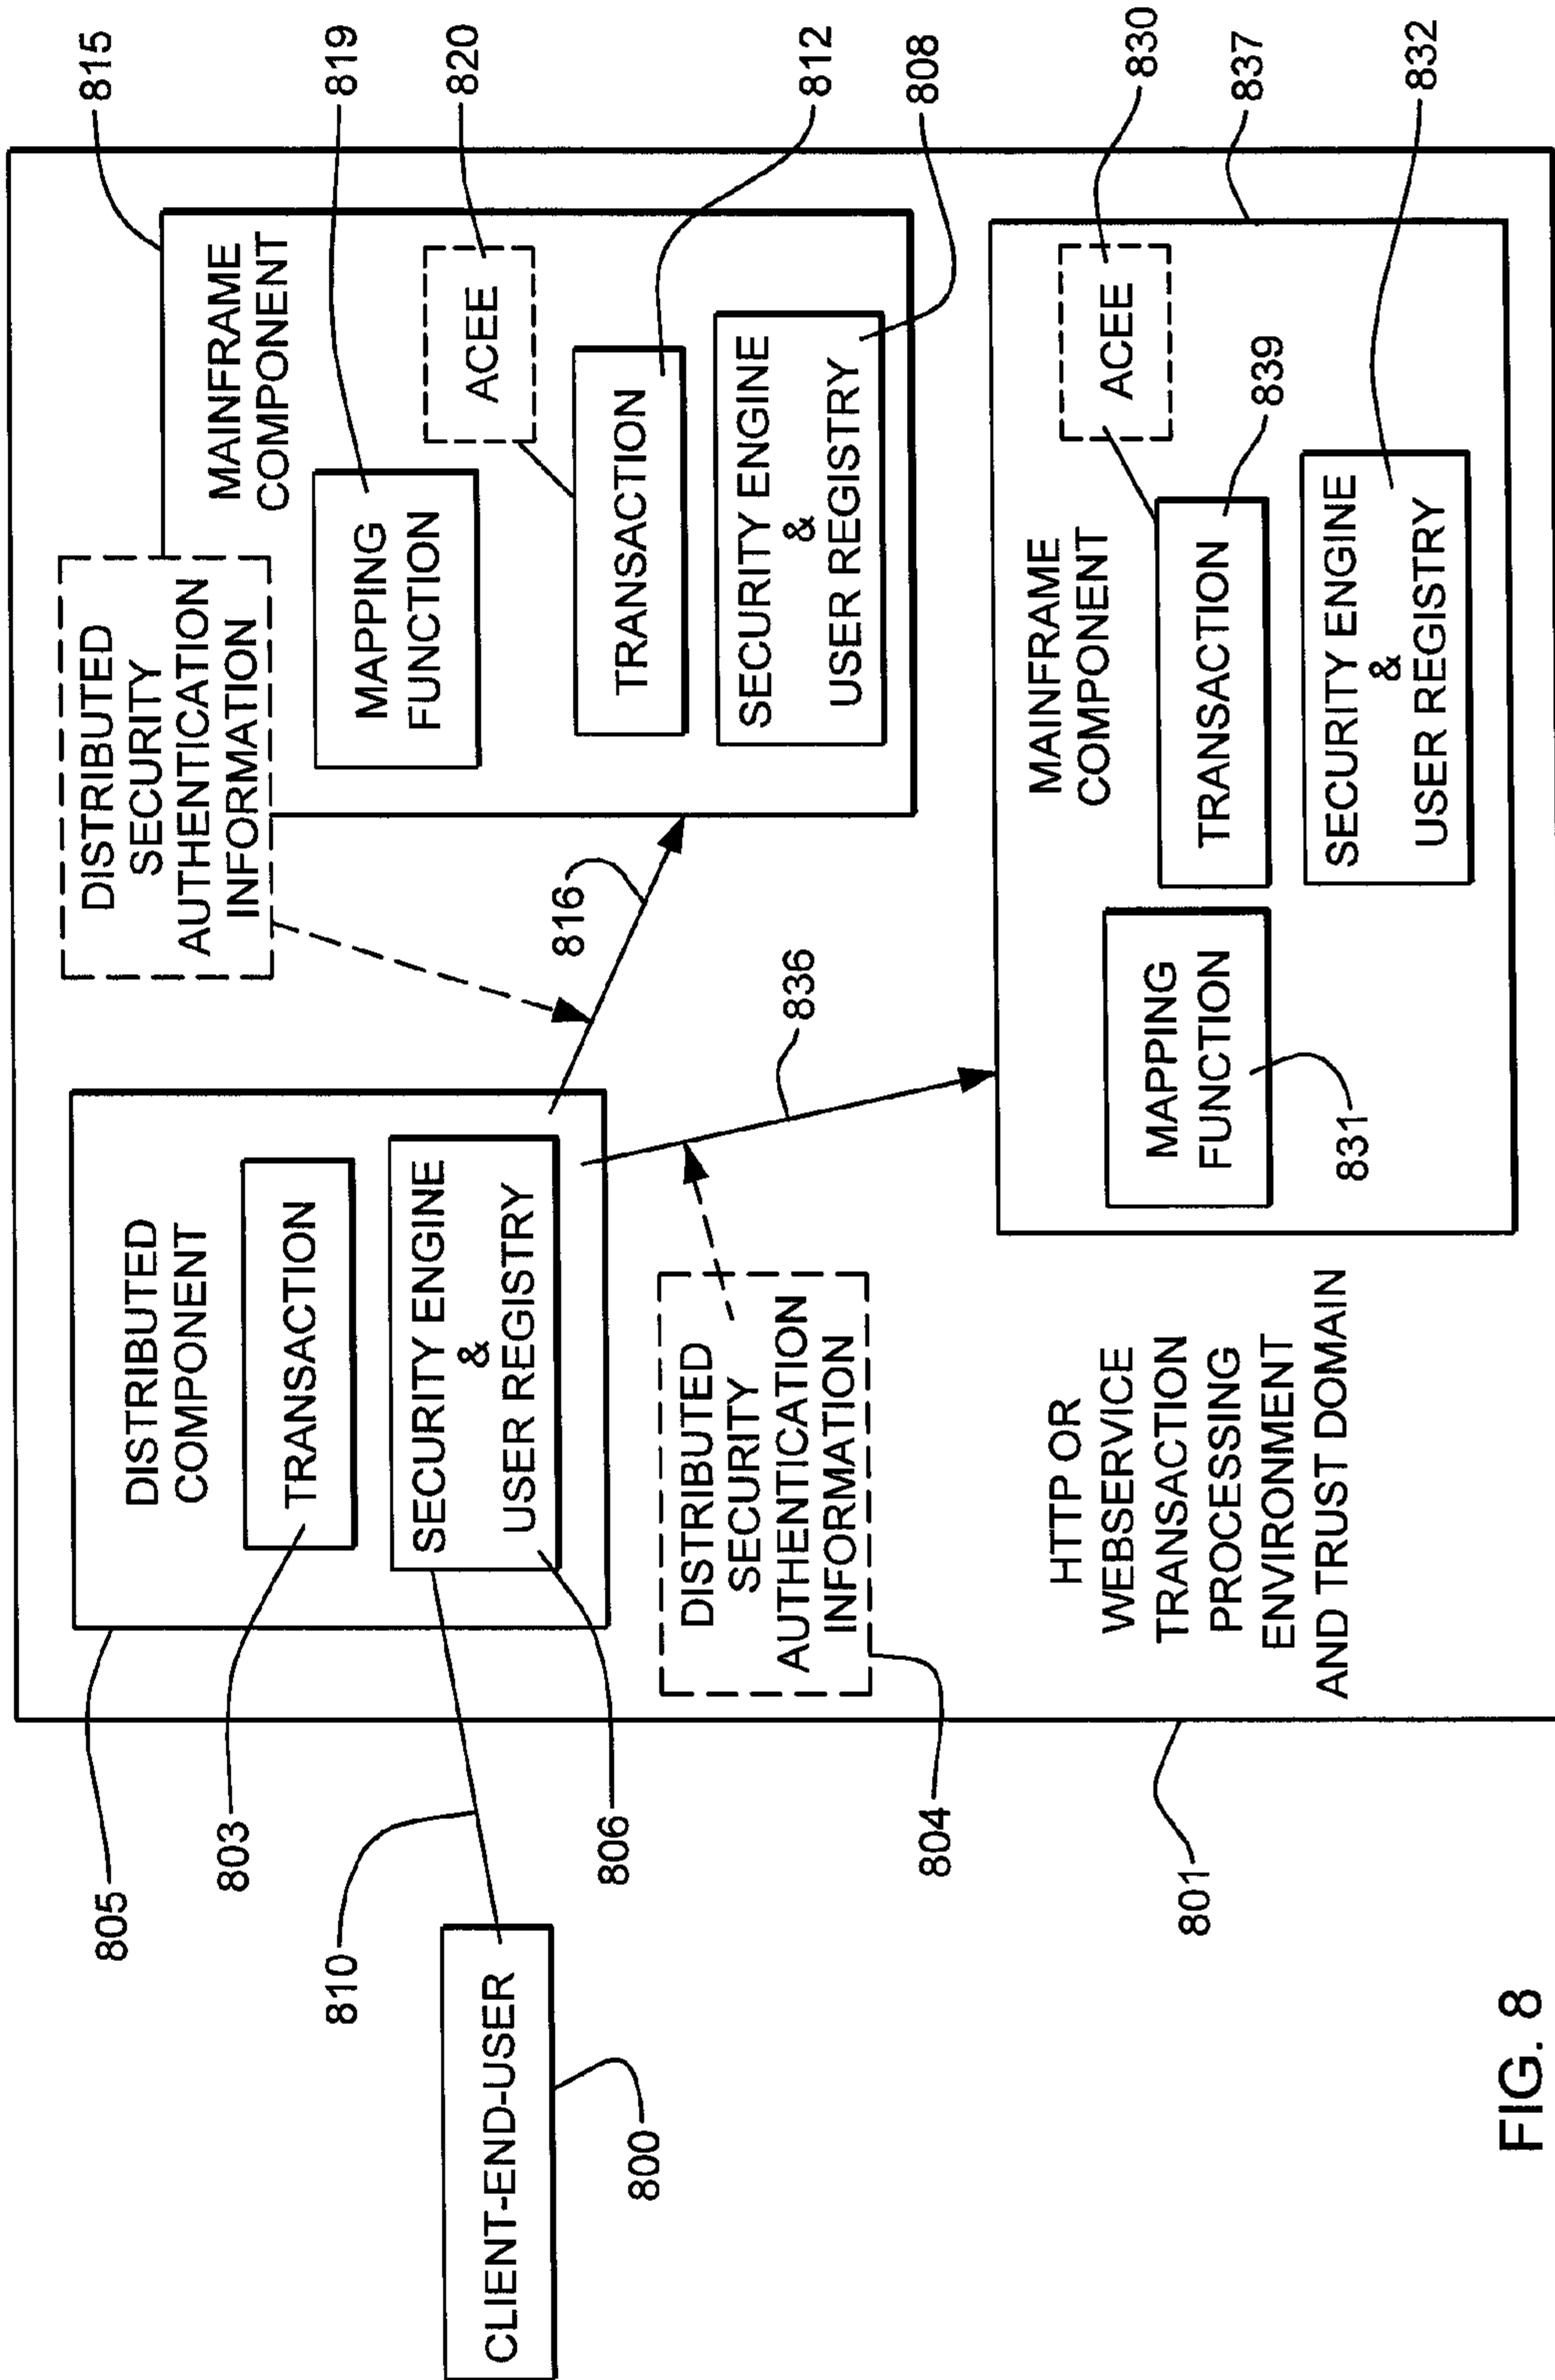 805
803
810
806
CLIENT-END-USER
800
804
801
DISTRIBUTED
COMPONENT
TRANSACTION
SECURITY ENGINE
&
USER REGISTRY
DISTRIBUTED
SECURITY
AUTHENTICATION
INFORMATION
HTTP OR
WEBSERVICE
TRANSACTION
PROCESSING
ENVIRONMENT
AND TRUST DOMAIN
DISTRIBUTED
SECURITY
AUTHENTICATION
INFORMATION
816
836
MAINFRAME
COMPONENT
MAPPING
FUNCTION
ACEE
TRANSACTION
SECURITY ENGINE
&
USER REGISTRY
815
819
820
812
808
MAINFRAME
COMPONENT
MAPPING
FUNCTION
831
ACEE
TRANSACTION
839
SECURITY ENGINE
&
USER REGISTRY
830
837
832
FIG. 8